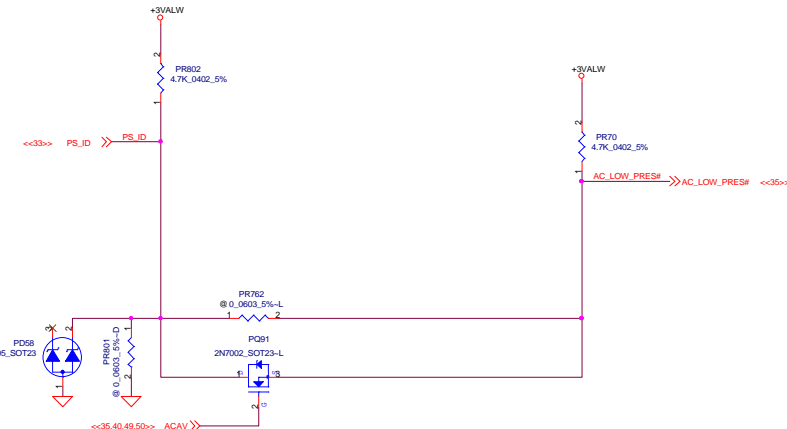 +3VALW
2
PR802
4.7K_0402_5%
1
+3VALW
2
PR70
4.7K_0402_5%
1
<<33>> PS_ID PS_ID
AC_LOW_PRES# AC_LOW_PRES# <<35>
PR762
@ 0_0603_5%~L
1 2
PQ91
2N7002_SOT23~L
3 2
PD58
05_SOT23
1
1
PR801
@ 0_0603_5%~D
2
1 3
2
<<35,40,49,50>> ACAV